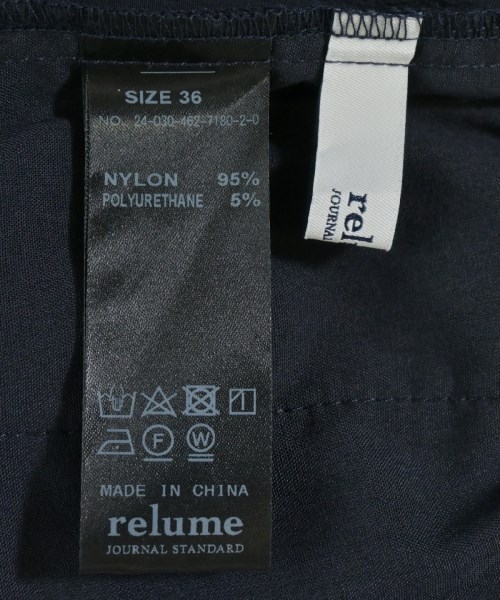 SIZE 36
NO. 24-030-462-7180-2-0
NYLON 95%
POLYURETHANE 5%
F
W
MADE IN CHINA
relume
JOURNAL STANDARD
rel
JOURNAL